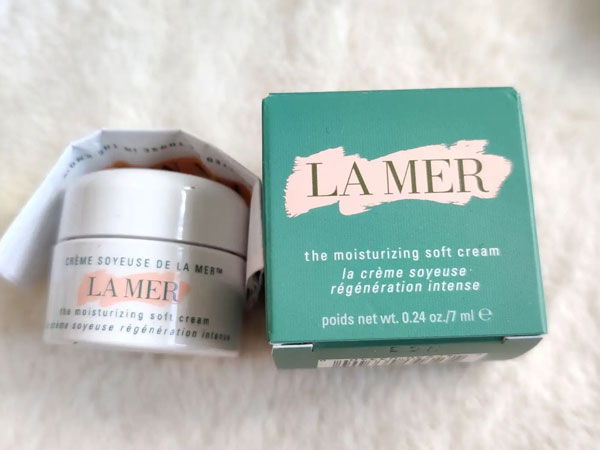 CRÈME SOYEUSE DE LA MER™
LA MER
the moisturizing soft cream
la crème soyeuse régénération intense
LA MER
the moisturizing soft cream
la crème soyeuse
régénération intense
poids net wt. 0.24 oz./7 ml ℮